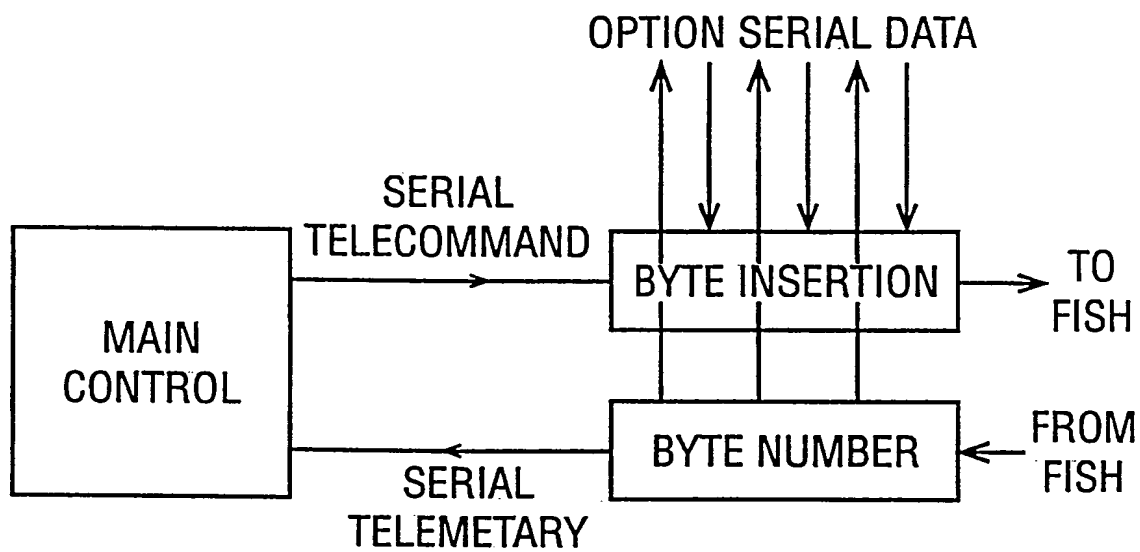 OPTION SERIAL DATA
SERIAL
TELECOMMAND
BYTE INSERTION
TO
FISH
MAIN
CONTROL
BYTE NUMBER
FROM
FISH
SERIAL
TELEMETARY